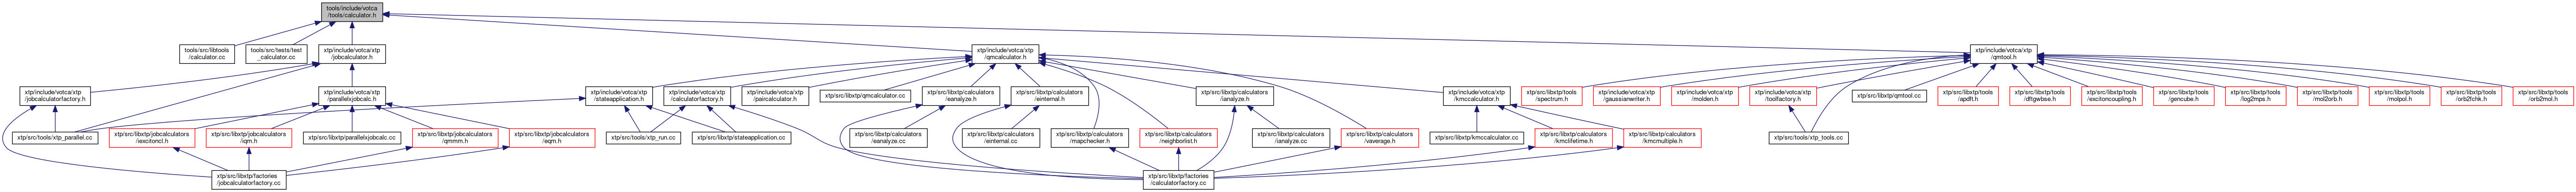 tools/include/votca
/tools/calculator.h
tools/src/libtools
/calculator.cc
tools/src/tests/test
_calculator.cc
xtp/include/votca/xtp
/jobcalculator.h
xtp/include/votca/xtp
/qmcalculator.h
xtp/include/votca/xtp
/qmtool.h
xtp/include/votca/xtp
/jobcalculatorfactory.h
xtp/include/votca/xtp
/parallelxjobcalc.h
xtp/include/votca/xtp
/stateapplication.h
xtp/include/votca/xtp
/calculatorfactory.h
xtp/include/votca/xtp
/paircalculator.h
xtp/src/libxtp/qmcalculator.cc
xtp/src/libxtp/calculators
/eanalyze.h
xtp/src/libxtp/calculators
/einternal.h
xtp/src/libxtp/calculators
/ianalyze.h
xtp/include/votca/xtp
/kmccalculator.h
xtp/src/libxtp/tools
/spectrum.h
xtp/include/votca/xtp
/gaussianwriter.h
xtp/include/votca/xtp
/molden.h
xtp/include/votca/xtp
/toolfactory.h
xtp/src/libxtp/qmtool.cc
xtp/src/libxtp/tools
/apdft.h
xtp/src/libxtp/tools
/dftgwbse.h
xtp/src/libxtp/tools
/excitoncoupling.h
xtp/src/libxtp/tools
/gencube.h
xtp/src/libxtp/tools
/log2mps.h
xtp/src/libxtp/tools
/mol2orb.h
xtp/src/libxtp/tools
/molpol.h
xtp/src/libxtp/tools
/orb2fchk.h
xtp/src/libxtp/tools
/orb2mol.h
xtp/src/tools/xtp_parallel.cc
xtp/src/libxtp/jobcalculators
/iexcitoncl.h
xtp/src/libxtp/jobcalculators
/iqm.h
xtp/src/libxtp/parallelxjobcalc.cc
xtp/src/libxtp/jobcalculators
/qmmm.h
xtp/src/libxtp/jobcalculators
/eqm.h
xtp/src/tools/xtp_run.cc
xtp/src/libxtp/stateapplication.cc
xtp/src/libxtp/calculators
/eanalyze.cc
xtp/src/libxtp/calculators
/einternal.cc
xtp/src/libxtp/calculators
/mapchecker.h
xtp/src/libxtp/calculators
/neighborlist.h
xtp/src/libxtp/calculators
/ianalyze.cc
xtp/src/libxtp/calculators
/vaverage.h
xtp/src/libxtp/kmccalculator.cc
xtp/src/libxtp/calculators
/kmclifetime.h
xtp/src/libxtp/calculators
/kmcmultiple.h
xtp/src/tools/xtp_tools.cc
xtp/src/libxtp/factories
/jobcalculatorfactory.cc
xtp/src/libxtp/factories
/calculatorfactory.cc